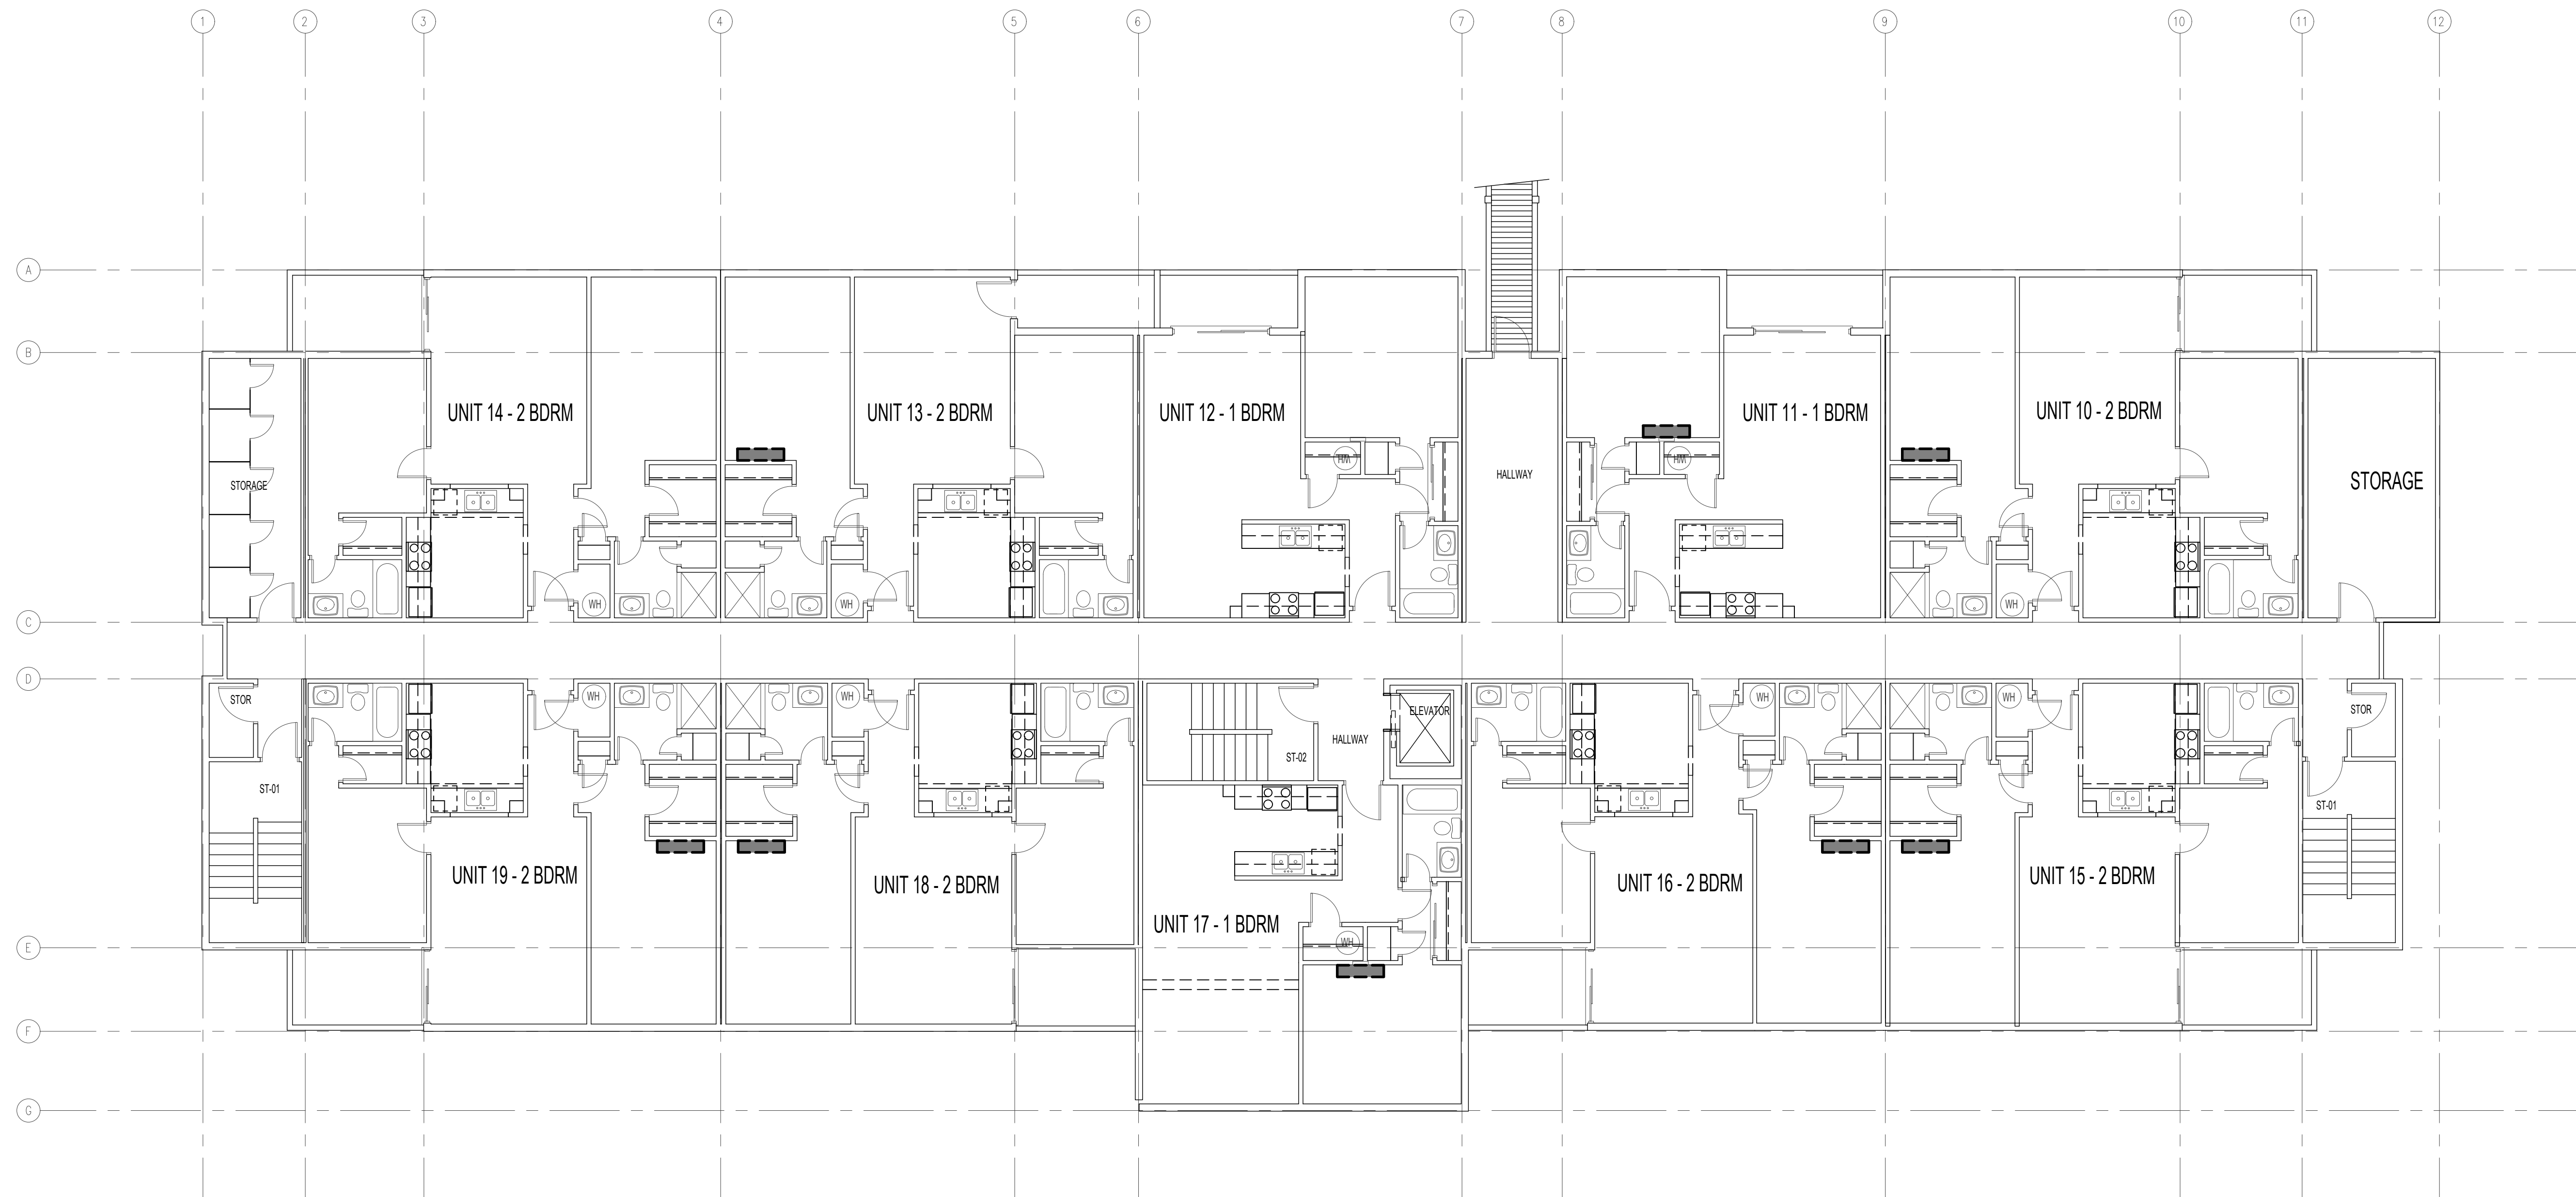 1 2 3 4 5 6 7 8 9 10 11 12
A
B
UNIT 14 - 2 BDRM
UNIT 13 - 2 BDRM
UNIT 12 - 1 BDRM
UNIT 11 - 1 BDRM
UNIT 10 - 2 BDRM
WH
WH
STORAGE
HALLWAY
STORAGE
WH
WH
WH
C
D
WH
WH
WH
WH
STOR
ELEVATOR
STOR
HALLWAY
ST-02
ST-01
ST-01
UNIT 19 - 2 BDRM
UNIT 18 - 2 BDRM
UNIT 16 - 2 BDRM
UNIT 15 - 2 BDRM
UNIT 17 - 1 BDRM
WH
E
F
G